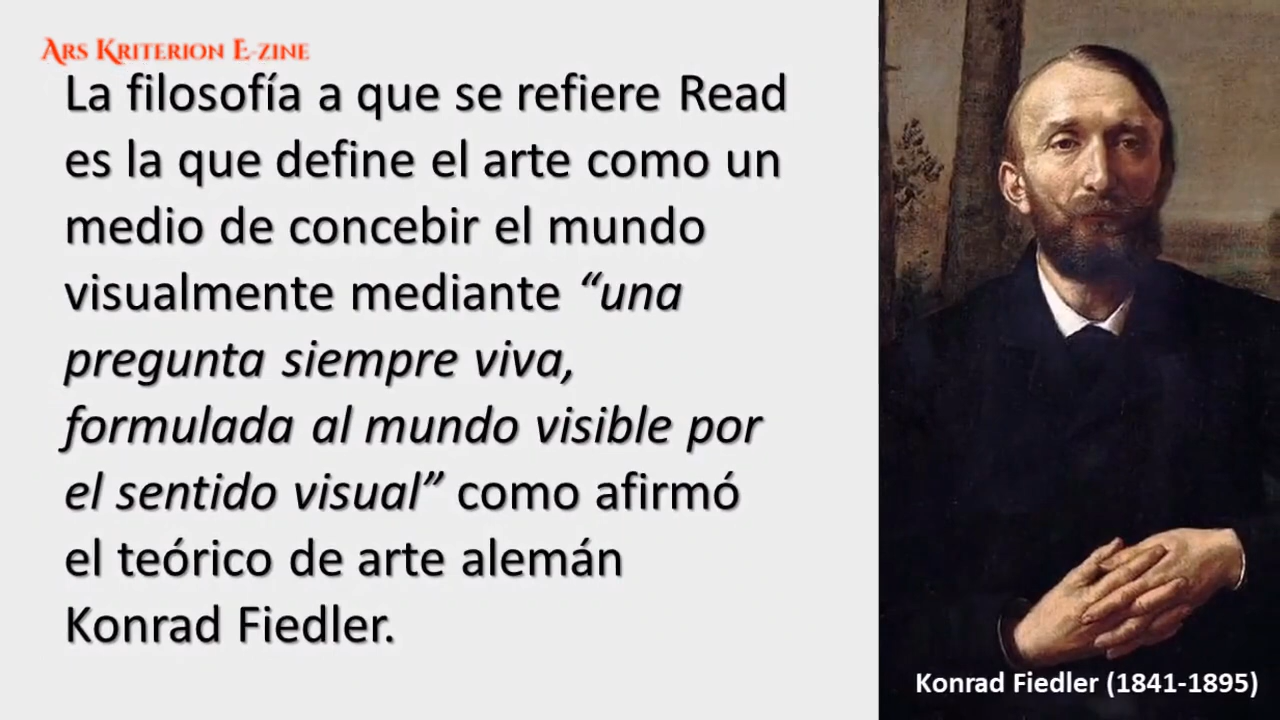 Ars Kriterion E-zine
La filosofía a que se refiere Read
es la que define el arte como un
medio de concebir el mundo
visualmente mediante “una
pregunta siempre viva,
formulada al mundo visible por
el sentido visual” como afirmó
el teórico de arte alemán
Konrad Fiedler.
Konrad Fiedler (1841-1895)